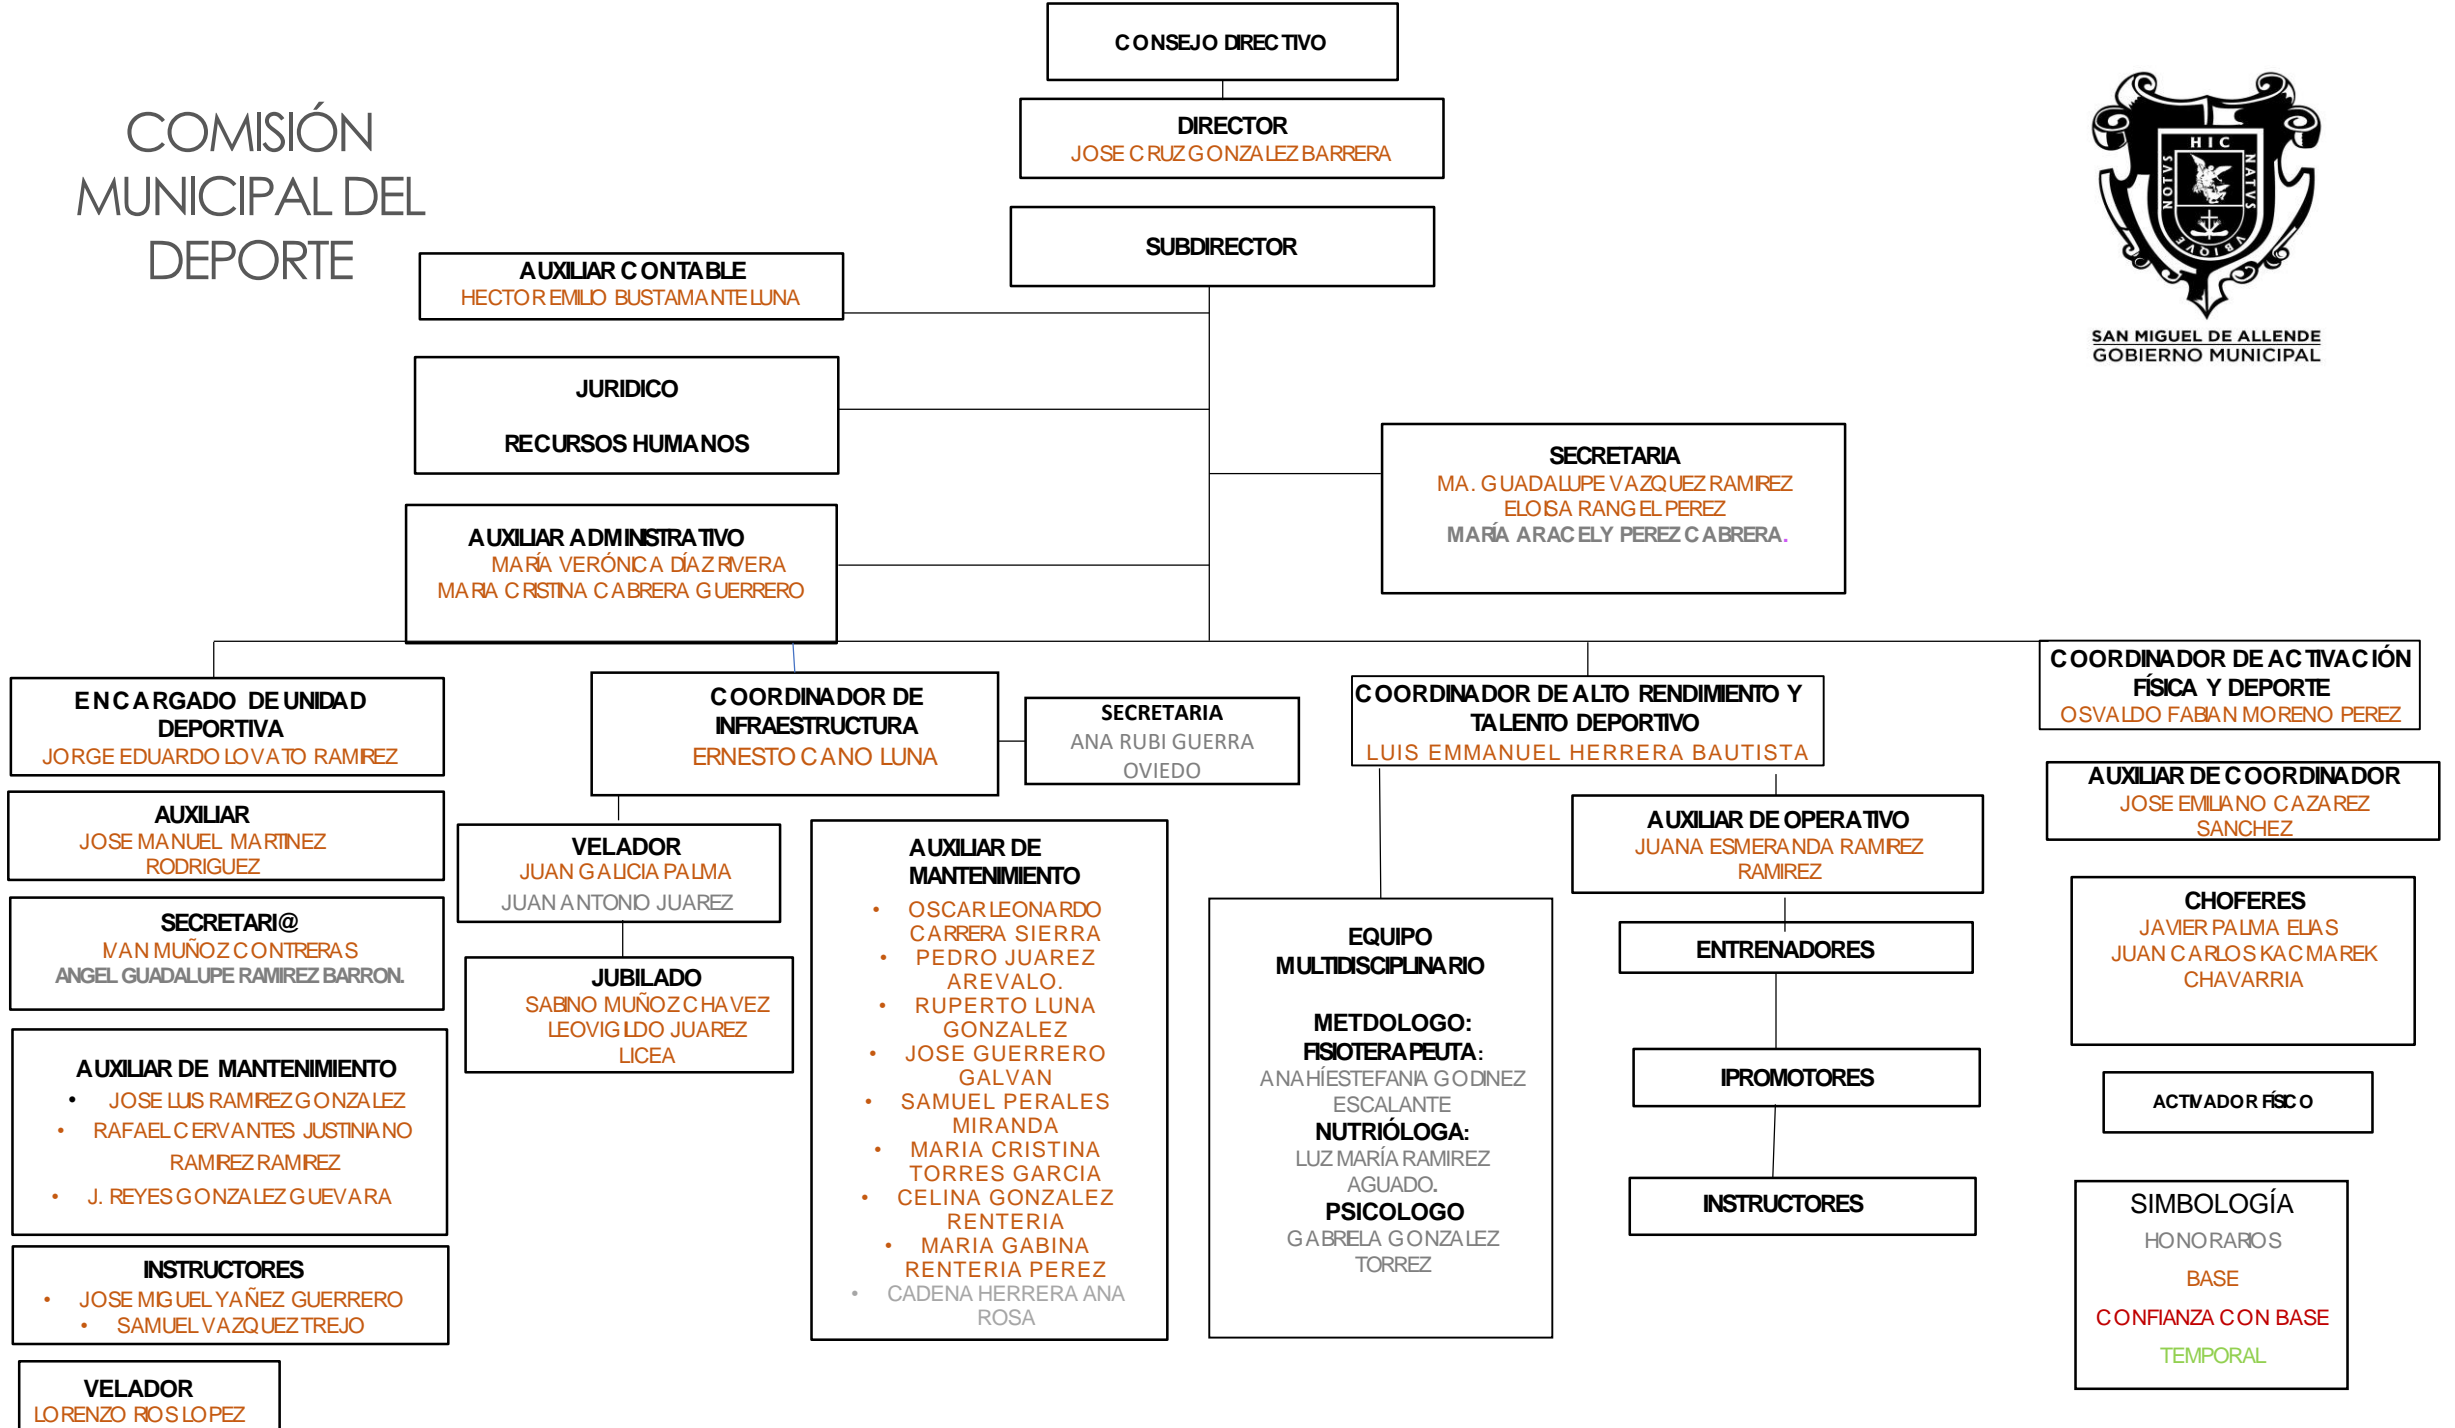 COMISIÓN
MUNICIPAL DEL
DEPORTE
CONSEJO DIRECTIVO
DIRECTOR
JOSE CRUZ GONZALEZ BARRERA
SUBDIRECTOR
HIC
NATVS
VBIQVE
NOTVS
SAN MIGUEL DE ALLENDE
GOBIERNO MUNICIPAL
AUXILIAR CONTABLE
HECTOR EMILIO BUSTAMANTE LUNA
JURIDICO
RECURSOS HUMANOS
SECRETARIA
MA. GUADALUPE VAZQUEZ RAMIREZ
ELOISA RANGEL PEREZ
MARÍA ARACELY PEREZ CABRERA.
AUXILIAR ADMINISTRATIVO
MARÍA VERÓNICA DÍAZ RIVERA
MARIA CRISTINA CABRERA GUERRERO
ENCARGADO DE UNIDAD
DEPORTIVA
JORGE EDUARDO LOVATO RAMIREZ
AUXILIAR
JOSE MANUEL MARTINEZ
RODRIGUEZ
SECRETARI@
IVAN MUÑOZ CONTRERAS
ANGEL GUADALUPE RAMIREZ BARRON.
AUXILIAR DE MANTENIMIENTO
• JOSE LUIS RAMIREZ GONZALEZ
• RAFAEL CERVANTES JUSTINIANO
RAMIREZ RAMIREZ
• J. REYES GONZALEZ GUEVARA
INSTRUCTORES
• JOSE MIGUEL YAÑEZ GUERRERO
• SAMUEL VAZQUEZ TREJO
VELADOR
LORENZO RIOS LOPEZ
COORDINADOR DE
INFRAESTRUCTURA
ERNESTO CANO LUNA
SECRETARIA
ANA RUBI GUERRA
OVIEDO
VELADOR
JUAN GALICIA PALMA
JUAN ANTONIO JUAREZ
JUBILADO
SABINO MUÑOZ CHAVEZ
LEOVIGILDO JUAREZ
LICEA
AUXILIAR DE
MANTENIMIENTO
• OSCAR LEONARDO
CARRERA SIERRA
• PEDRO JUAREZ
AREVALO.
• RUPERTO LUNA
GONZALEZ
• JOSE GUERRERO
GALVAN
• SAMUEL PERALES
MIRANDA
• MARIA CRISTINA
TORRES GARCIA
• CELINA GONZALEZ
RENTERIA
• MARIA GABINA
RENTERIA PEREZ
• CADENA HERRERA ANA
ROSA
COORDINADOR DE ALTO RENDIMIENTO Y
TALENTO DEPORTIVO
LUIS EMMANUEL HERRERA BAUTISTA
EQUIPO
MULTIDISCIPLINARIO
METDOLOGO:
FISIOTERAPEUTA:
ANAHÍ ESTEFANIA GODINEZ
ESCALANTE
NUTRIÓLOGA:
LUZ MARÍA RAMIREZ
AGUADO.
PSICOLOGO
GABRIELA GONZALEZ
TORREZ
AUXILIAR DE OPERATIVO
JUANA ESMERANDA RAMIREZ
RAMIREZ
ENTRENADORES
IPROMOTORES
INSTRUCTORES
COORDINADOR DE ACTIVACIÓN
FÍSICA Y DEPORTE
OSVALDO FABIAN MORENO PEREZ
AUXILIAR DE COORDINADOR
JOSE EMILIANO CAZAREZ
SANCHEZ
CHOFERES
JAVIER PALMA ELIAS
JUAN CARLOS KACMAREK
CHAVARRIA
ACTIVADOR FÍSICO
SIMBOLOGÍA
HONORARIOS
BASE
CONFIANZA CON BASE
TEMPORAL